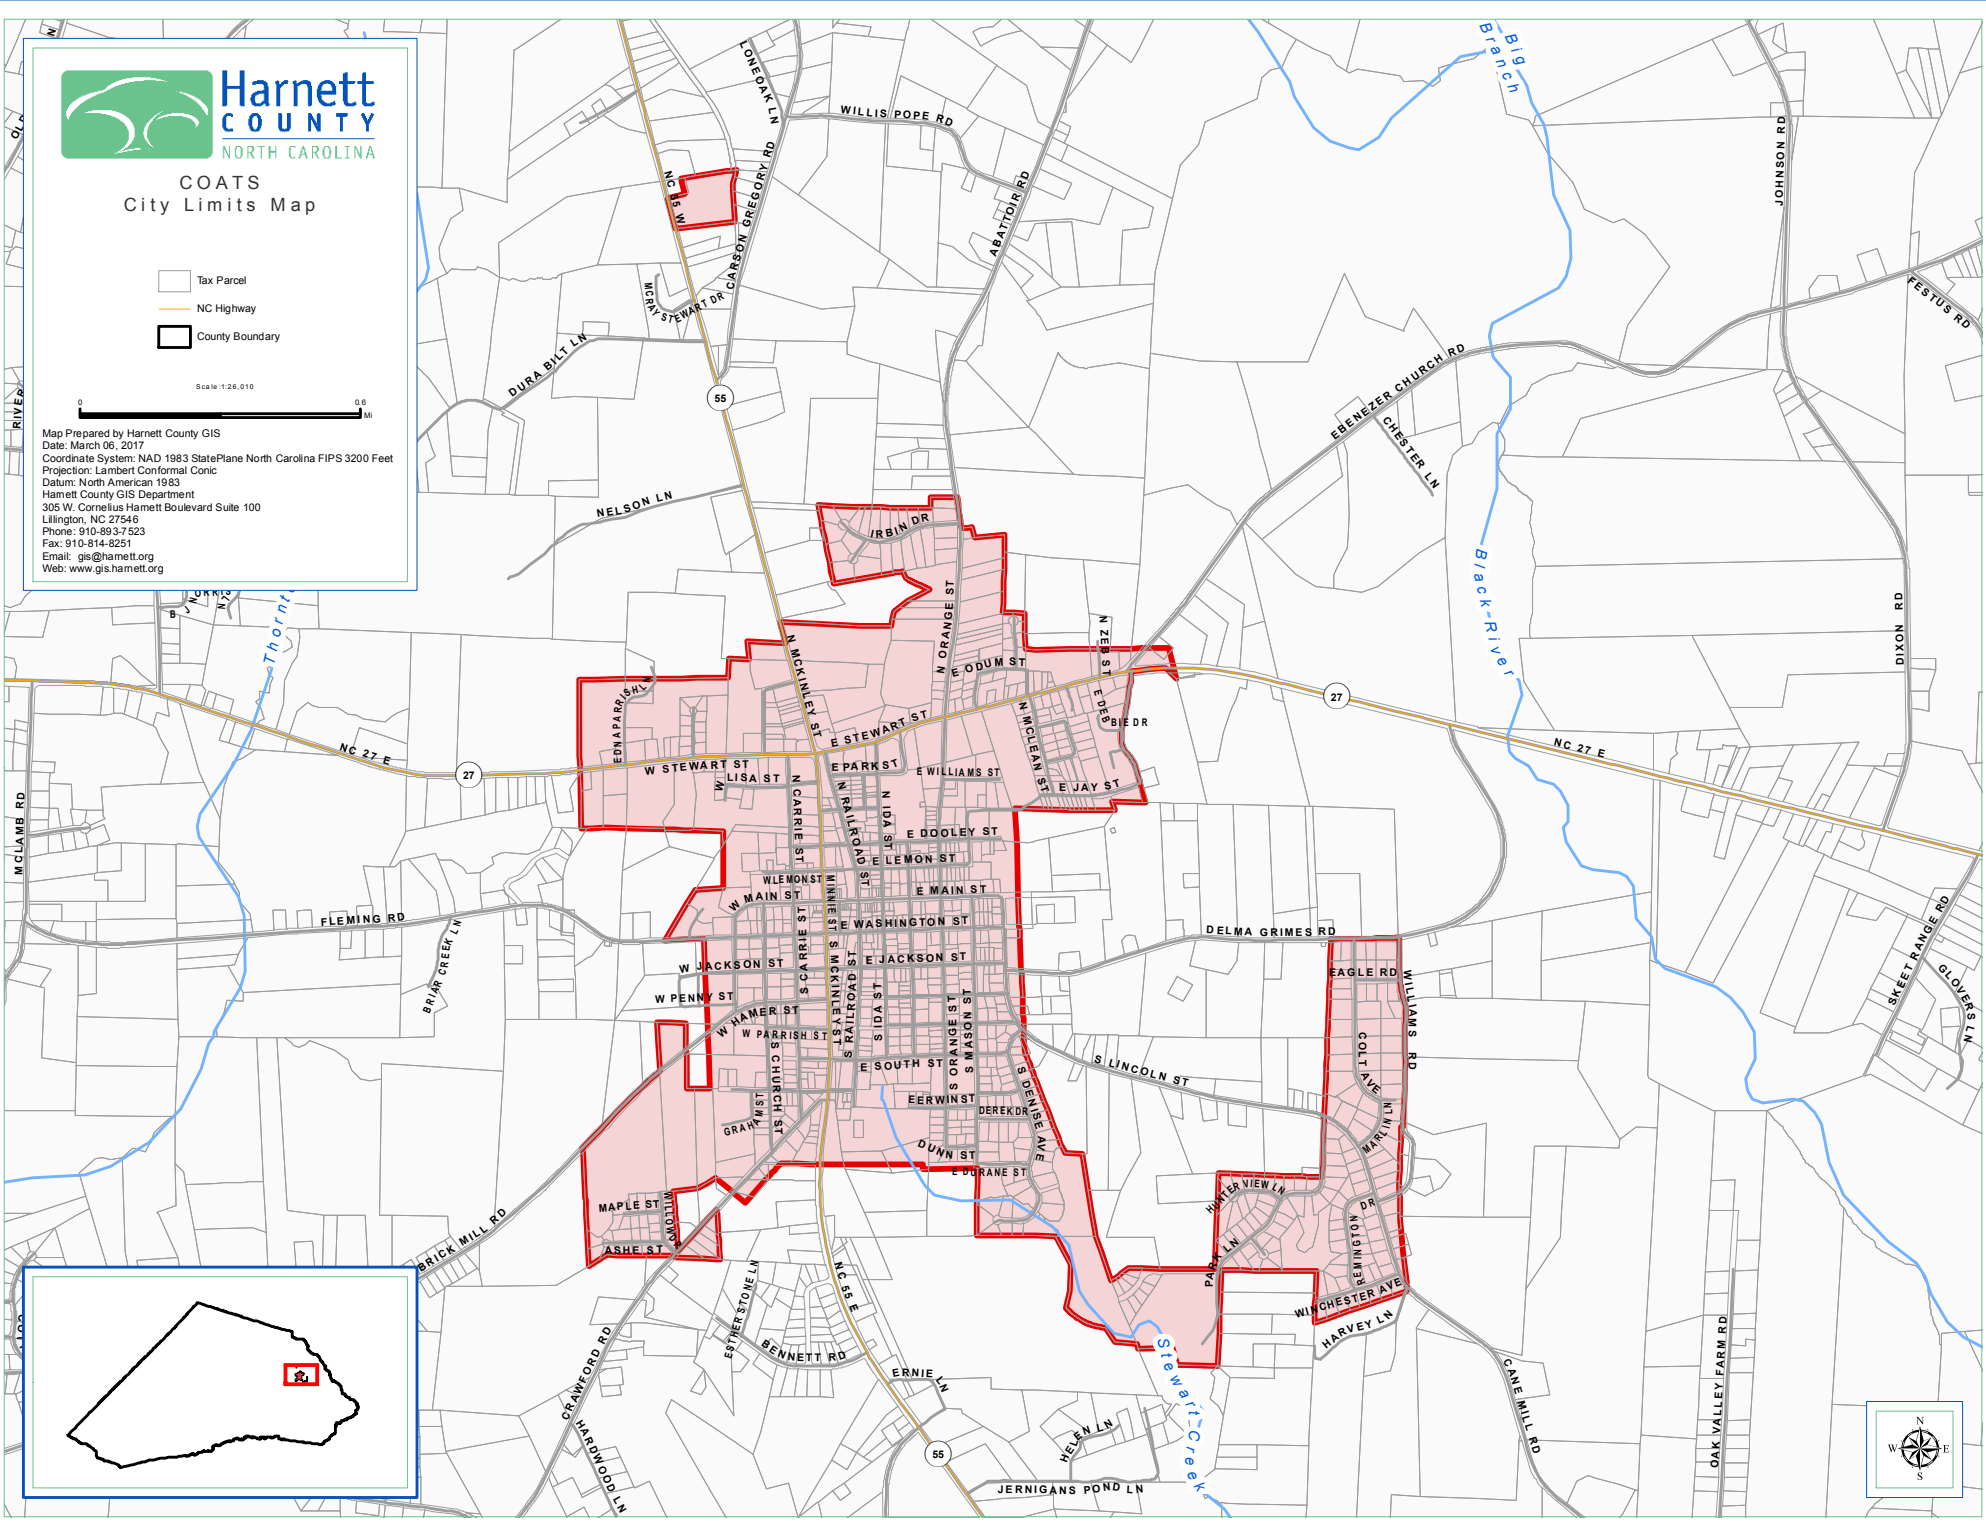 Harnett
COUNTY
NORTH CAROLINA
COATS
City Limits Map
Tax Parcel
NC Highway
County Boundary
Scale:1:26,010
0
0.6
Mi
Map Prepared by Harnett County GIS
Date: March 06, 2017
Coordinate System: NAD 1983 StatePlane North Carolina FIPS 3200 Feet
Projection: Lambert Conformal Conic
Datum: North American 1983
Harnett County GIS Department
305 W. Cornelius Harnett Boulevard Suite 100
Lillington, NC 27546
Phone: 910-893-7523
Fax: 910-814-8251
Email: gis@harnett.org
Web: www.gis.harnett.org
LONEOAK LN
WILLIS POPE RD
Big Branch
JOHNSON RD
NC 55 W
CARSON GREGORY RD
ABATTOIR RD
MCRAY STEWART DR
FESTUS RD
DURA BILT LN
55
EBENEZER CHURCH RD
CHESTER LN
NELSON LN
IRBIN DR
Black River
DIXON RD
RIVER
N ORANGE ST
N ZEB ST
N MCKINLEY ST
E ODUM ST
EDNA PARRISH LN
E DEB
BIE DR
27
NC 27 E
E STEWART ST
N MCLEAN ST
NC 27 E
27
W STEWART ST
LISA ST
E PARK ST
E WILLIAMS ST
E JAY ST
MCLAMB RD
N CARRIE ST
N RAILROAD ST
N IDA ST
E DOOLEY ST
E LEMON ST
W LEMON ST
MINNIE ST
E MAIN ST
W MAIN ST
FLEMING RD
E WASHINGTON ST
DELMA GRIMES RD
SKEET RANGE RD
GLOVERS LN
BRIAR CREEK LN
S CARRIE ST
S MCKINLEY ST
E JACKSON ST
W JACKSON ST
EAGLE RD
WILLIAMS RD
W PENNY ST
W HAMER ST
W PARRISH ST
S RAILROAD ST
S IDA ST
S ORANGE ST
S MASON ST
COLT AVE
S CHURCH ST
E SOUTH ST
S LINCOLN ST
S DENISE AVE
E ERWIN ST
DEREK DR
GRAHAM ST
MARLIN LN
DUNN ST
E DURANE ST
HUNTER VIEW LN
MAPLE ST
WILLOW DR
REMINGTON DR
ASHE ST
BRICK MILL RD
PARK LN
WINCHESTER AVE
HARVEY LN
ESTHER STONE LN
NC 55 E
BENNETT RD
CRAWFORD RD
ERNIE LN
Stewart Creek
CANE MILL RD
OAK VALLEY FARM RD
HARDWOOD LN
HELEN LN
55
JERNIGANS POND LN
N
W
E
S